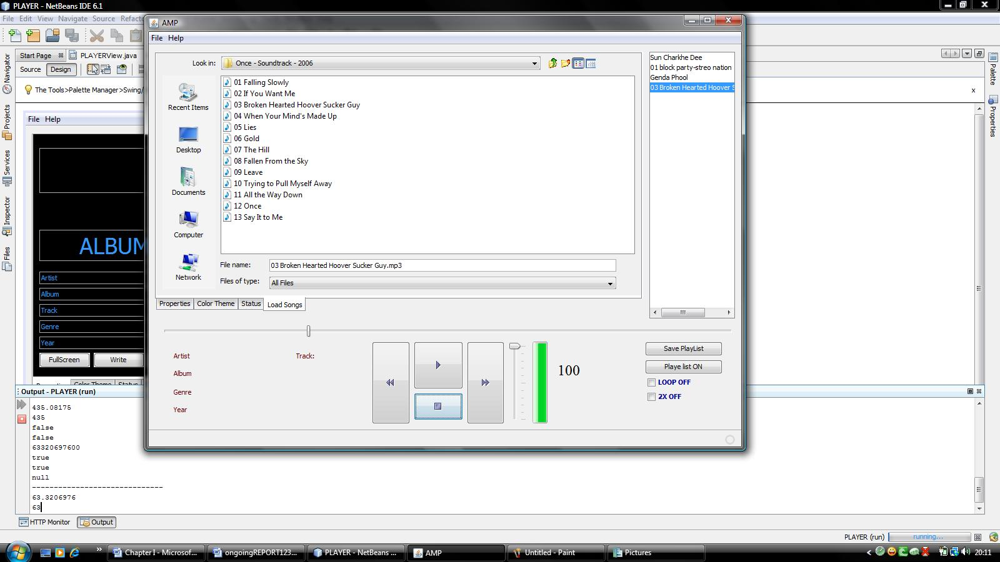 PLAYER - NetBeans IDE 6.1
File Edit View Navigate Source Refacto
Start Page
PLAYERView.java
Source Design
The Tools>Palette Manager>Swing/
x
Navigator
Projects
Services
Inspector
Files
Palette
Properties
File Help
ALBUM
Artist
Album
Track
Genre
Year
FullScreen
Write
Color Theme Status
AMP
File Help
Look in:
Once - Soundtrack - 2006
Recent Items
Desktop
Documents
Computer
Network
01 Falling Slowly
02 If You Want Me
03 Broken Hearted Hoover Sucker Guy
04 When Your Mind's Made Up
05 Lies
06 Gold
07 The Hill
08 Fallen From the Sky
09 Leave
10 Trying to Pull Myself Away
11 All the Way Down
12 Once
13 Say It to Me
File name:
03 Broken Hearted Hoover Sucker Guy.mp3
Files of type:
All Files
Properties Color Theme Status Load Songs
Sun Charkhe Dee
01 block party-streo nation
Genda Phool
03 Broken Hearted Hoover S
Artist
Track:
Album
Genre
Year
100
Save PlayList
Playe list ON
LOOP OFF
2X OFF
Output - PLAYER (run)
435.08175
435
false
false
63320697600
true
true
null
------------------------------
63.3206976
63
HTTP Monitor
Output
PLAYER (run)
running...
Chapter I - Microsof...
ongoingREPORT123...
PLAYER - NetBeans ...
AMP
Untitled - Paint
Pictures
20:11